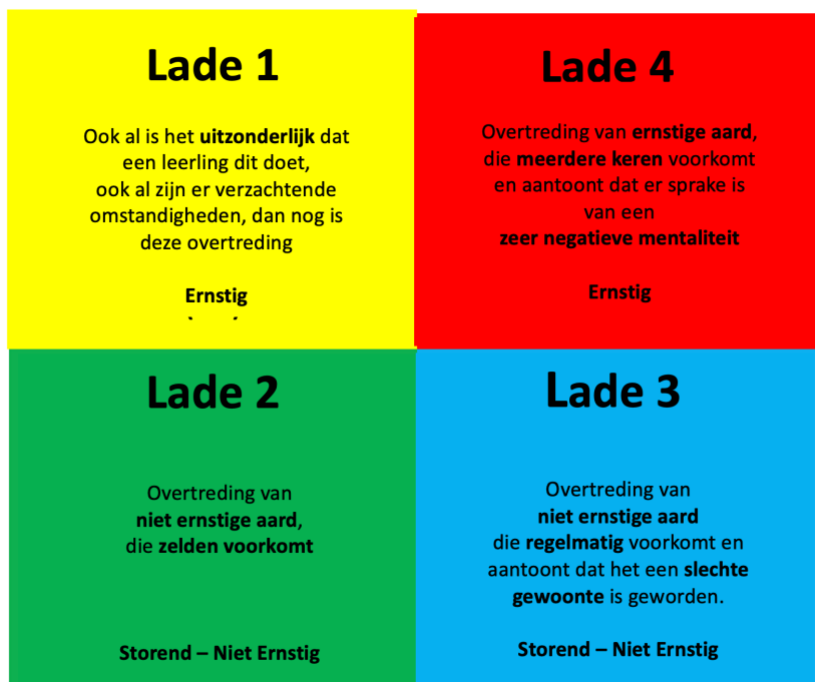 Lade 1
Ook al is het uitzonderlijk dat
een leerling dit doet,
ook al zijn er verzachtende
omstandigheden, dan nog is
deze overtreding
Ernstig
Lade 4
Overtreding van ernstige aard,
die meerdere keren voorkomt
en aantoont dat er sprake is
van een
zeer negatieve mentaliteit
Ernstig
Lade 2
Overtreding van
niet ernstige aard,
die zelden voorkomt
Storend – Niet Ernstig
Lade 3
Overtreding van
niet ernstige aard
die regelmatig voorkomt en
aantoont dat het een slechte
gewoonte is geworden.
Storend – Niet Ernstig